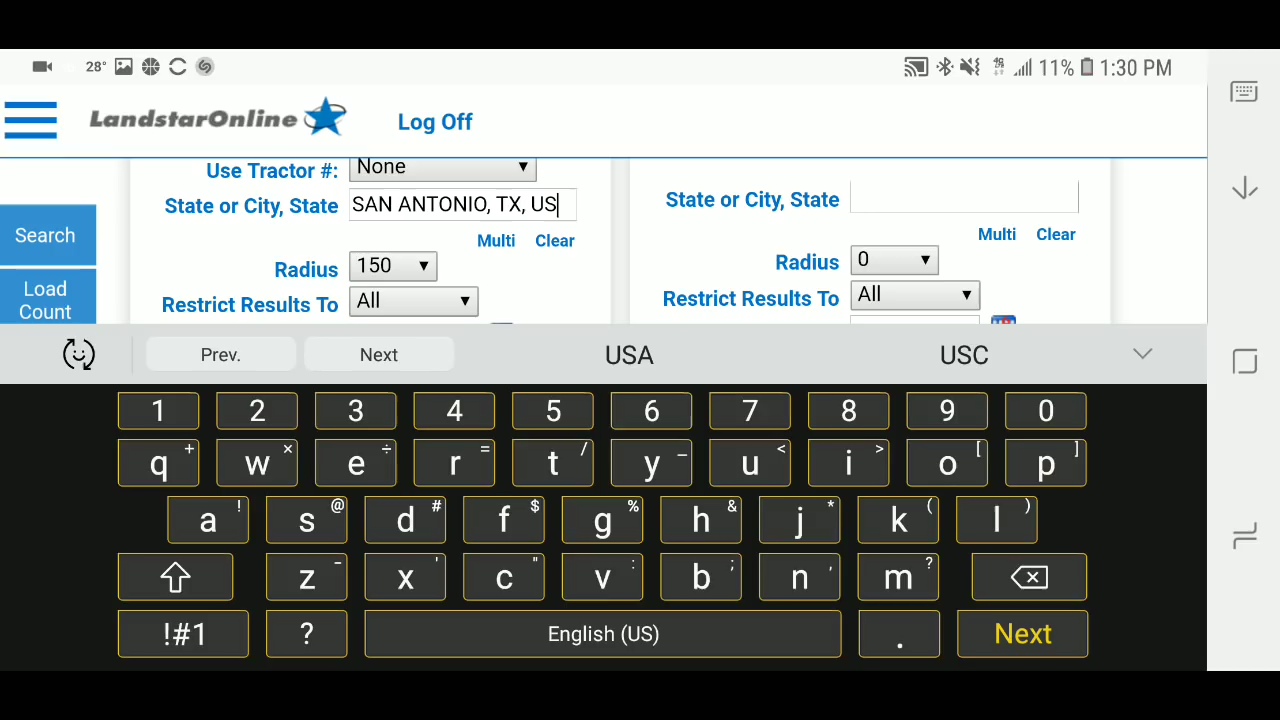 28° 11% 1:30 PM
LandstarOnline Log Off
Use Tractor #: None
State or City, State SAN ANTONIO, TX, US
Multi Clear
Radius 150
Restrict Results To All
State or City, State
Multi Clear
Radius 0
Restrict Results To All
Search
Load
Count
Prev. Next USA USC
1 2 3 4 5 6 7 8 9 0
q + w × e ÷ r = t / y _ u < i > o [ p ]
a ! s @ d # f $ g % h & j * k ( l )
z - x ' c " v : b ; n , m ?
!#1 ? English (US) . Next